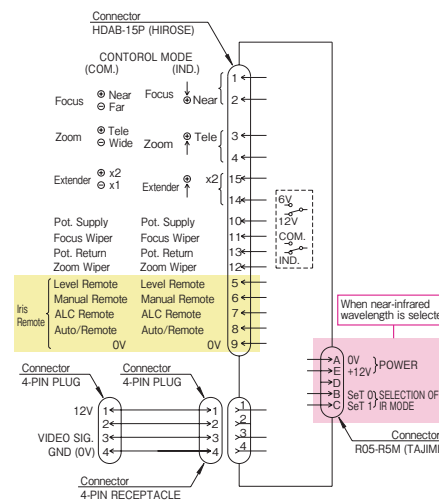 Connector
HDAB-15P (HIROSE)
CONTOROL MODE
(COM.) (IND.)
Focus ⊕ Near ⊖ Far Focus ⊕ Near 1 2
Zoom ⊕ Tele ⊖ Wide Zoom ⊕ Tele 3 4
Extender ⊕ x2 ⊖ x1 Extender ⊕ x2 15 14
6V
12V
COM.
IND.
Pot. Supply Pot. Supply 10
Focus Wiper Focus Wiper 11
Pot. Return Pot. Return 13
Zoom Wiper Zoom Wiper 12
Iris Remote
Level Remote Level Remote 5
Manual Remote Manual Remote 6
ALC Remote ALC Remote 7
Auto/Remote Auto/Remote 8
0V 0V 9
When near-infrared
wavelength is selecte
A 0V
E +12V
POWER
D
B SeT 0
C SeT 1
SELECTION OF
IR MODE
Connector
R05-R5M (TAJIMI
Connector
4-PIN PLUG
Connector
4-PIN PLUG
12V 1 1 1
2 2 2
VIDEO SIG. 3 3 3
GND (0V) 4 4 4
Connector
4-PIN RECEPTACLE